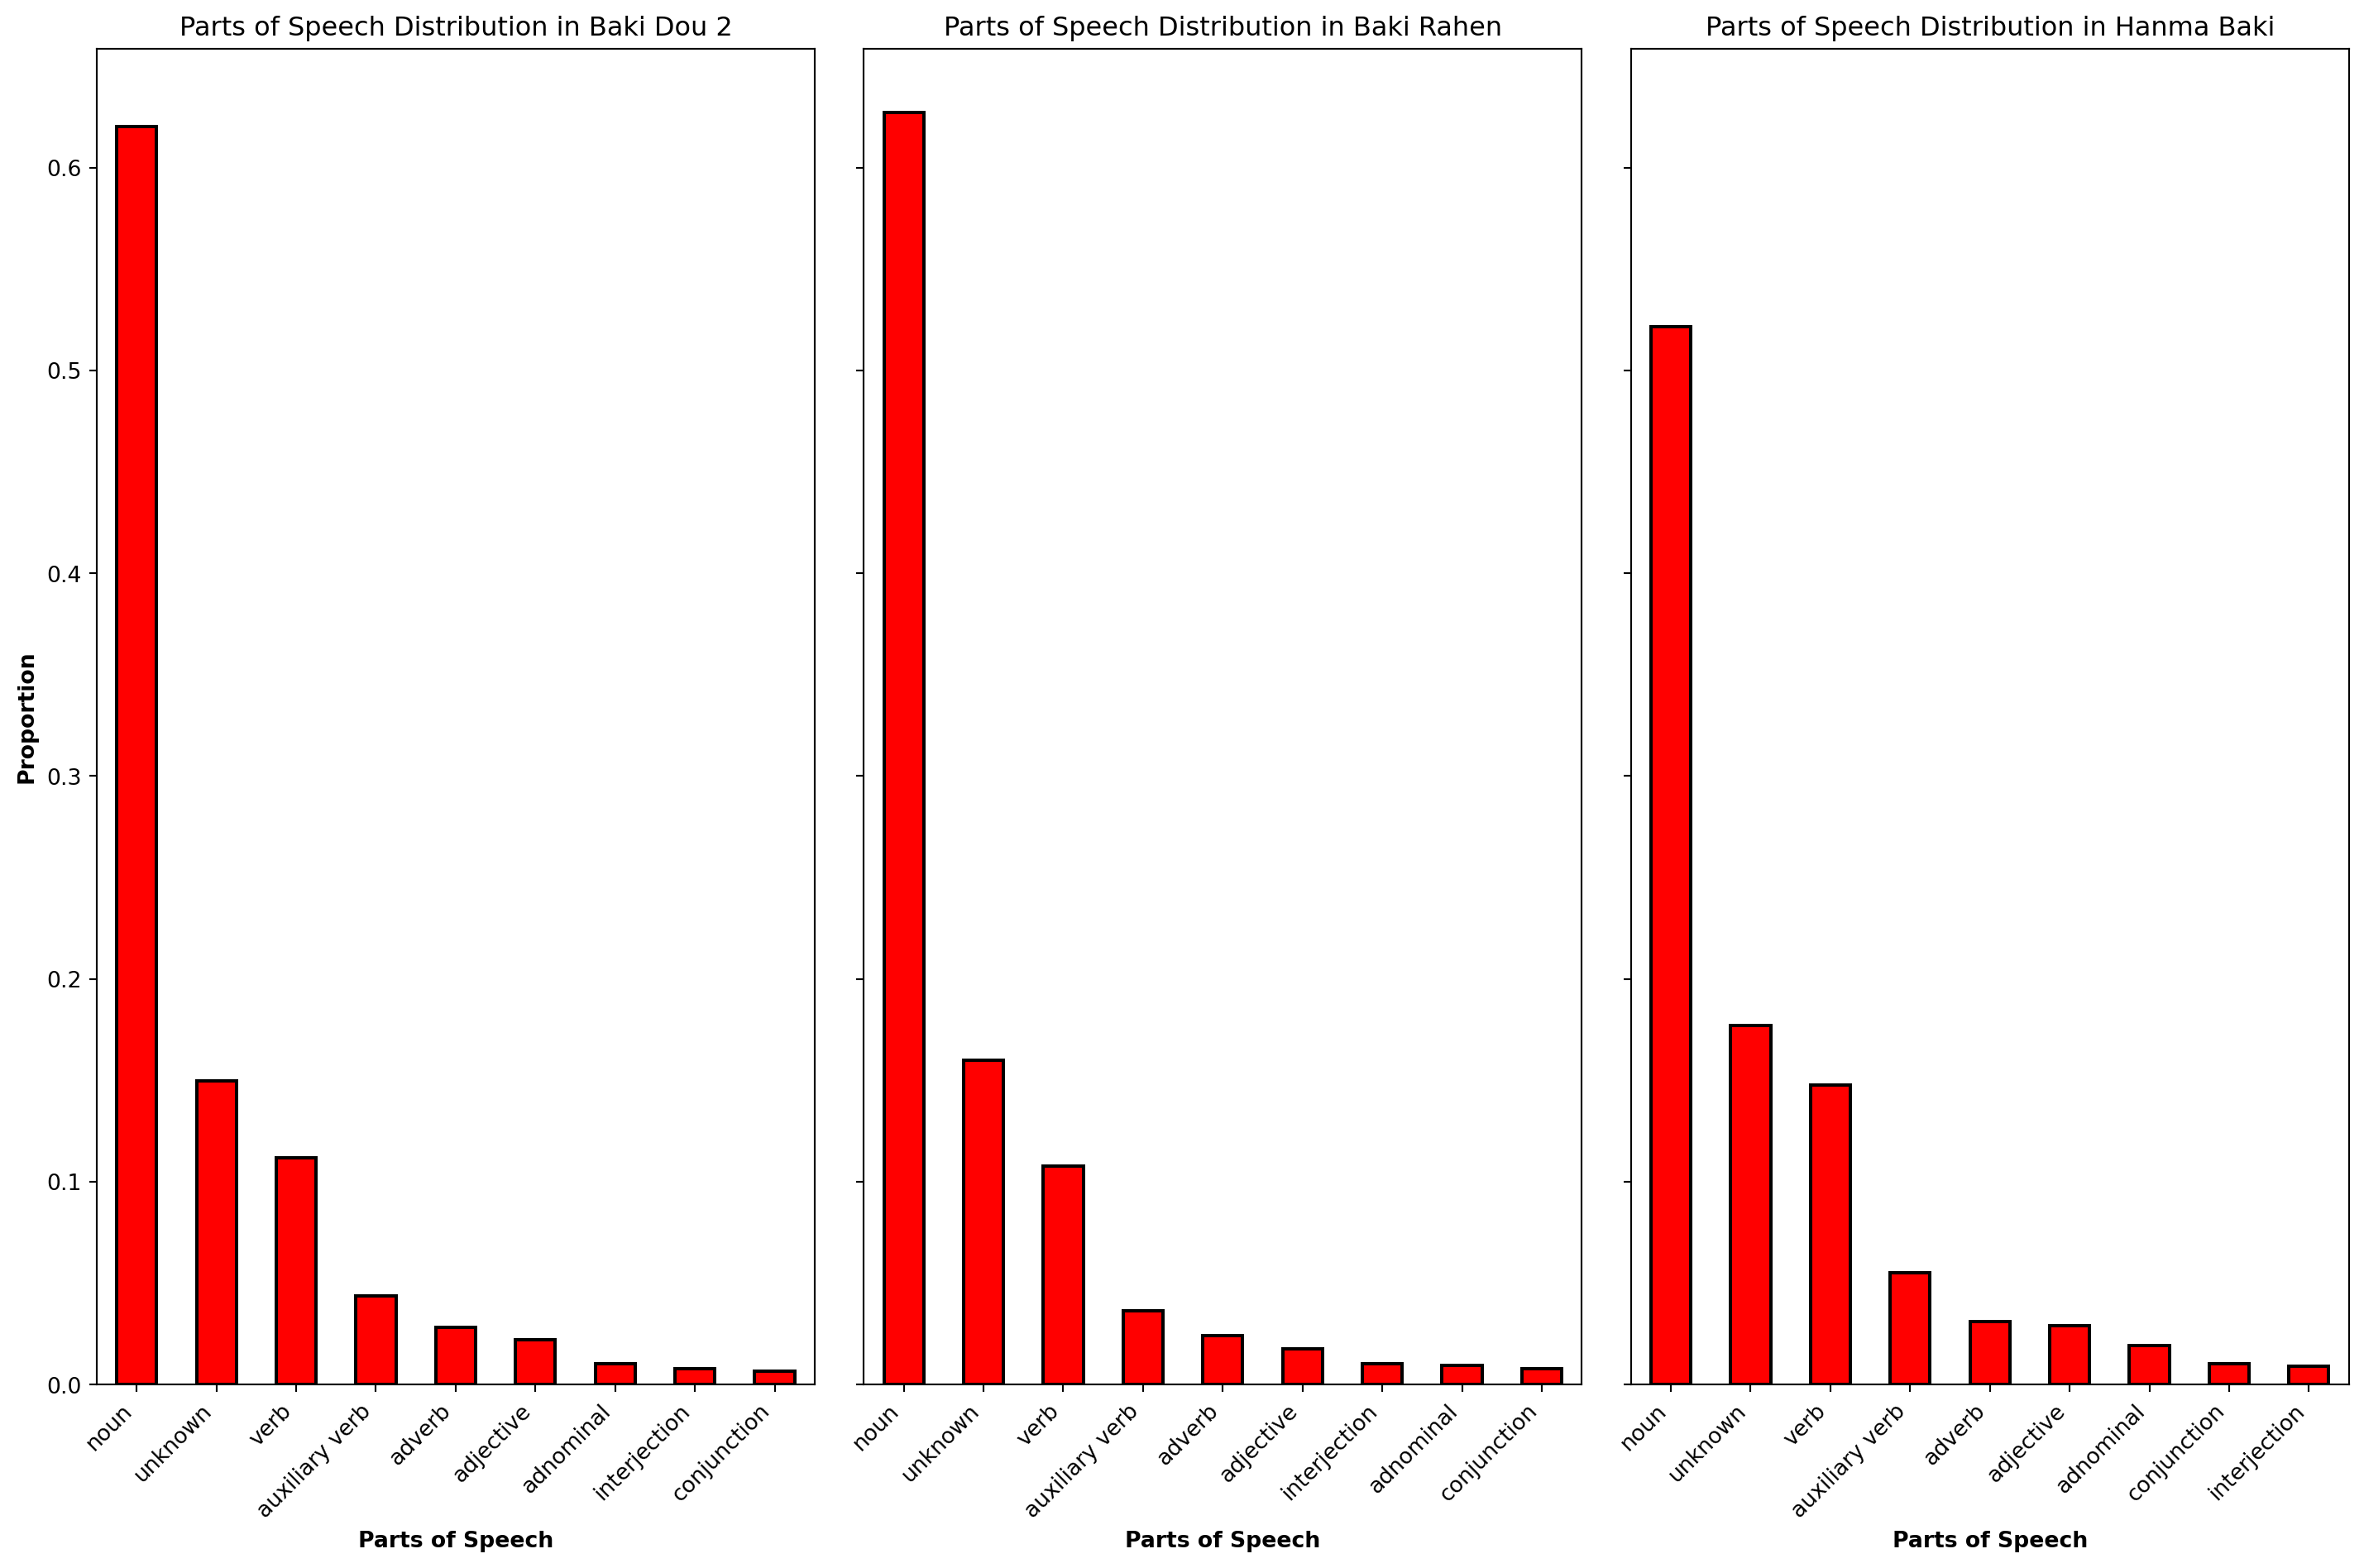 Parts of Speech Distribution in Baki Dou 2
Parts of Speech Distribution in Baki Rahen
Parts of Speech Distribution in Hanma Baki
Proportion
0.6
0.5
0.4
0.3
0.2
0.1
0.0
noun
unknown
verb
auxiliary verb
adverb
adjective
adnominal
interjection
conjunction
Parts of Speech
noun
unknown
verb
auxiliary verb
adverb
adjective
interjection
adnominal
conjunction
Parts of Speech
noun
unknown
verb
auxiliary verb
adverb
adjective
adnominal
conjunction
interjection
Parts of Speech